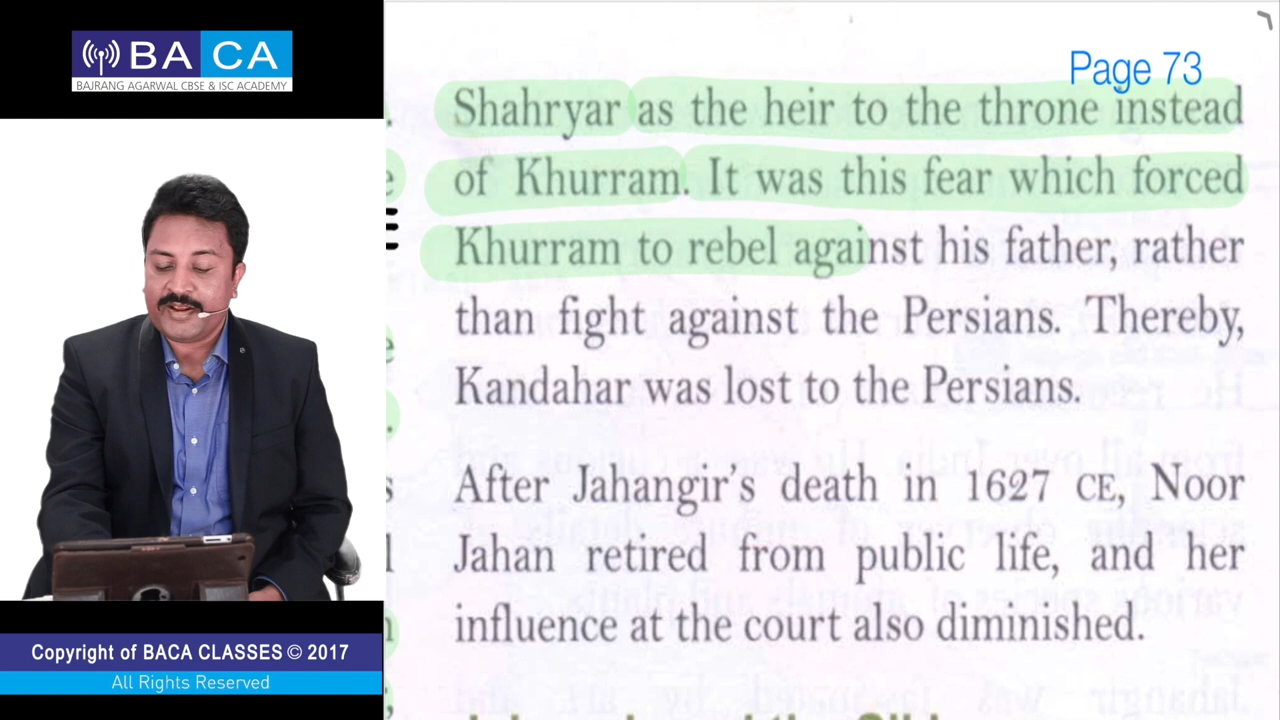 BACA
BAJRANG AGARWAL CBSE & ISC ACADEMY
Page 73
Shahryar as the heir to the throne instead
of Khurram. It was this fear which forced
Khurram to rebel against his father, rather
than fight against the Persians. Thereby,
Kandahar was lost to the Persians.
After Jahangir's death in 1627 CE, Noor
Jahan retired from public life, and her
influence at the court also diminished.
Copyright of BACA CLASSES © 2017
All Rights Reserved